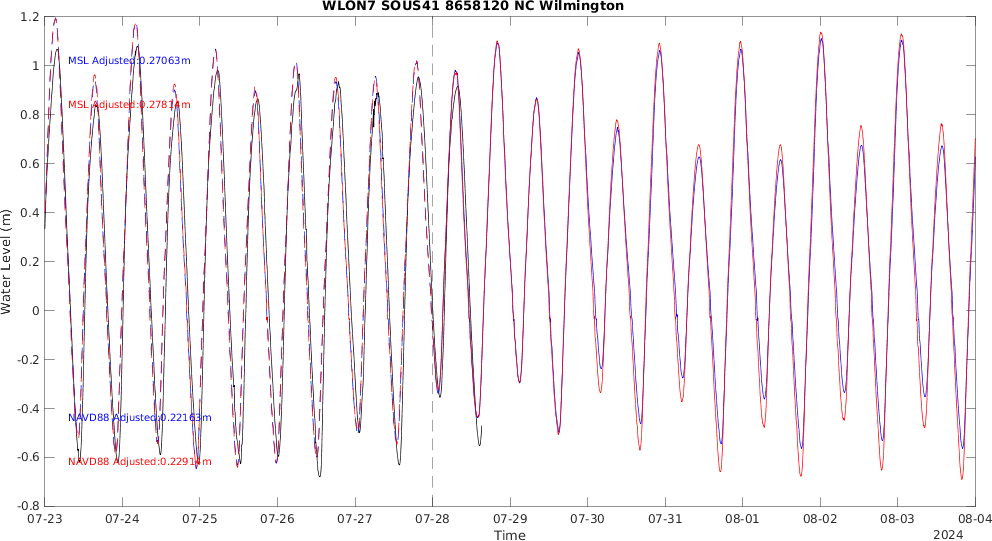 WLON7 SOUS41 8658120 NC Wilmington
1.2
1
0.8
0.6
0.4
0.2
0
-0.2
-0.4
-0.6
-0.8
Water Level (m)
MSL Adjusted:0.27063m
MSL Adjusted:0.27814m
NAVD88 Adjusted:0.22163m
NAVD88 Adjusted:0.22914m
07-23 07-24 07-25 07-26 07-27 07-28 07-29 07-30 07-31 08-01 08-02 08-03 08-04
Time
2024